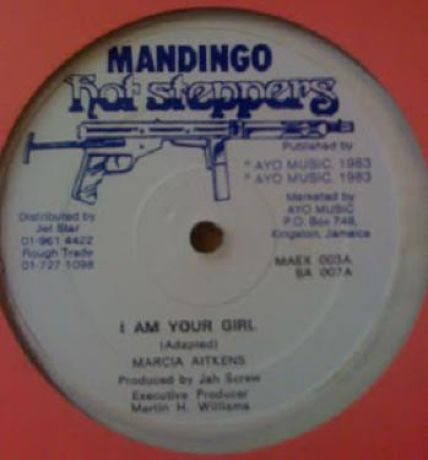 MANDINGO
hot steppers
Published by
℗ AYO MUSIC. 1983
© AYO MUSIC. 1983
Distributed by
Jet Star
01-961 4422
Rough Trade
01-727 1098
Marketed by
AYO MUSIC
P.O. Box 748,
Kingston, Jamaica
MAEX 003A
SA 007A
I AM YOUR GIRL
(Adapted)
MARCIA AITKENS
Produced by Jah Screw
Executive Producer
Martin H. Williams